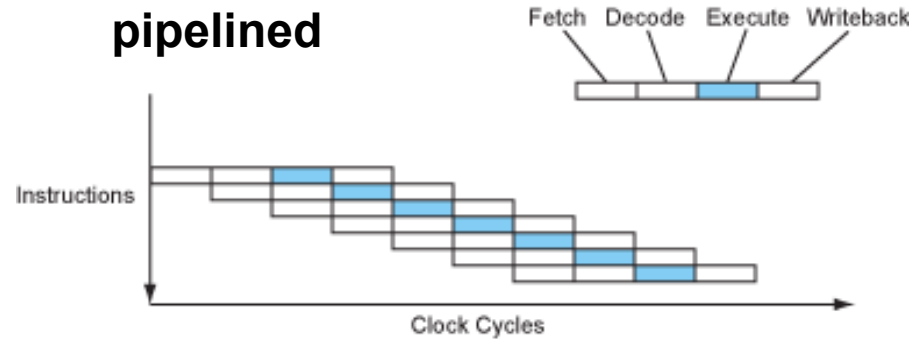 pipelined
Fetch Decode Execute Writeback
Instructions
Clock Cycles